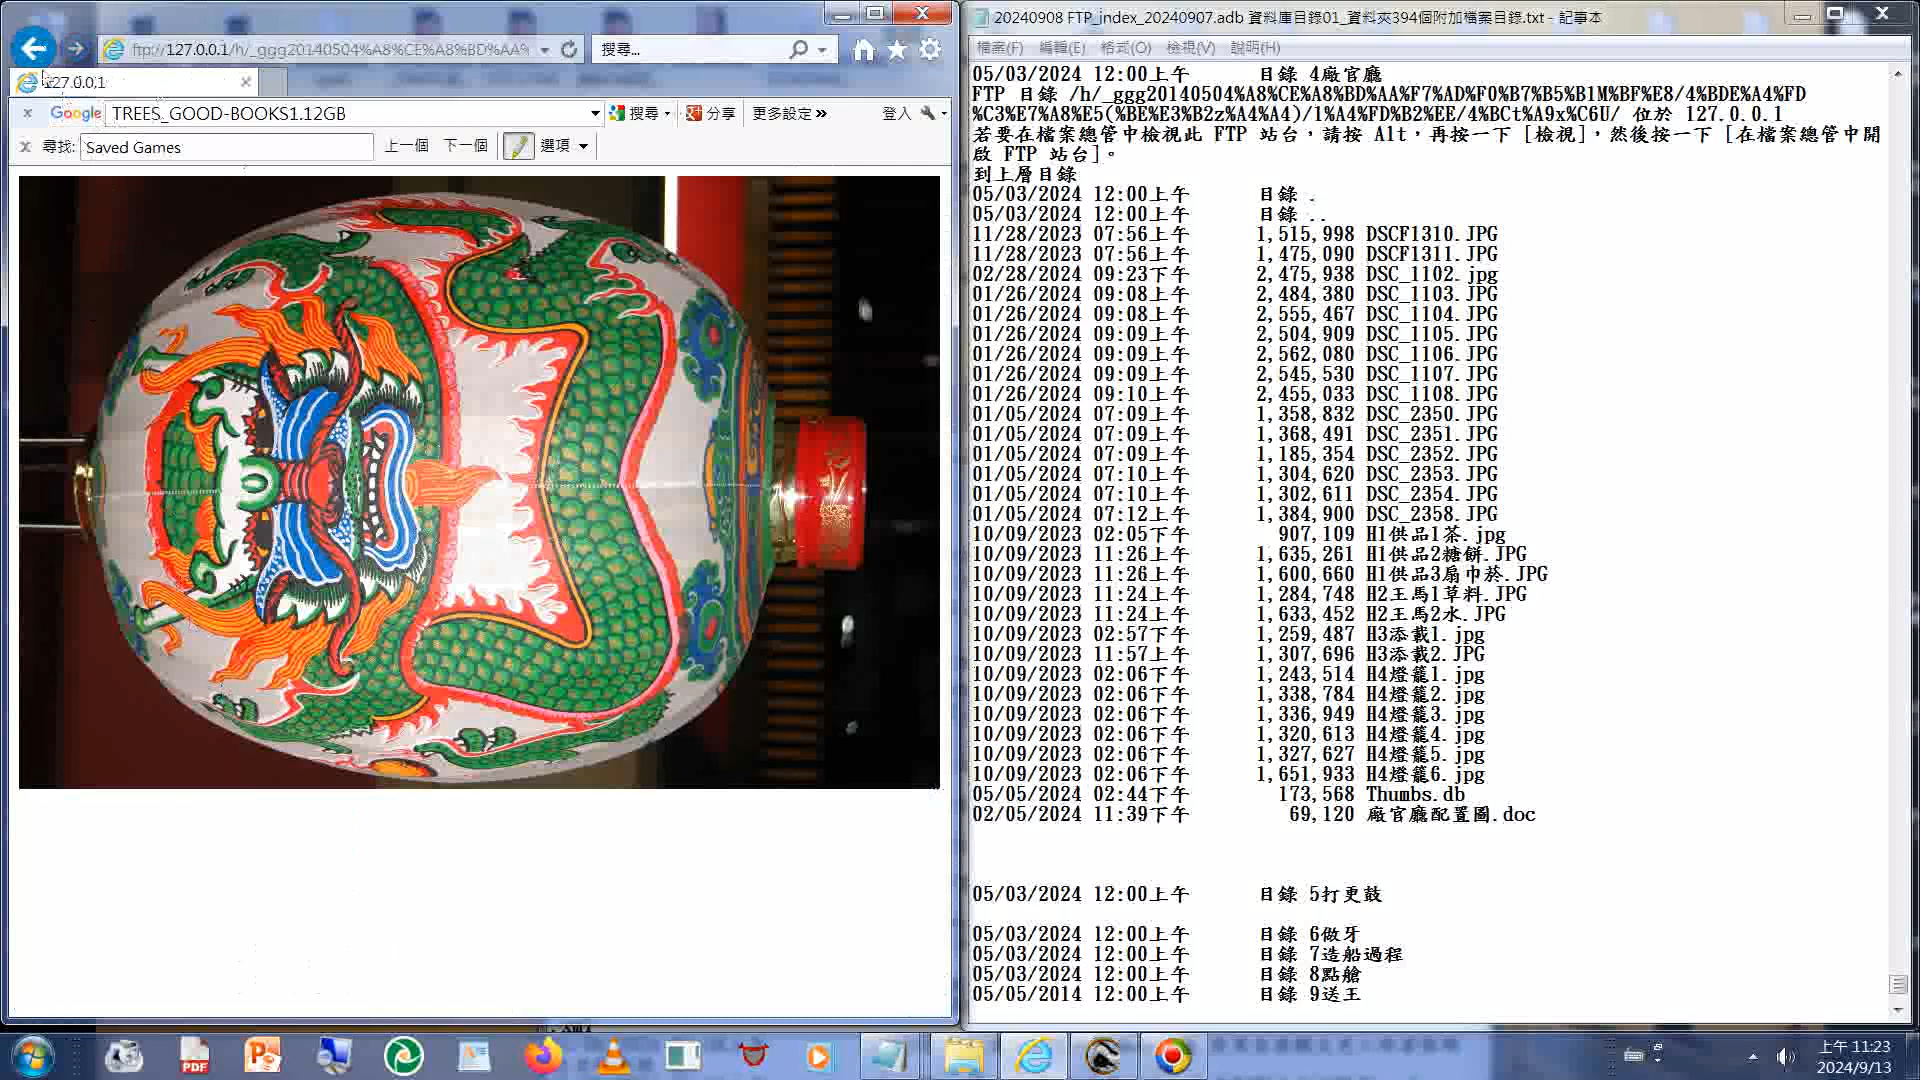 ftp://127.0.0.1/h/_ggg20140504%A8%CE%A8%BD%AA%
搜尋...
127.0.0.1
Google TREES_GOOD-BOOKS1.12GB 搜尋 分享 更多設定 » 登入
尋找: Saved Games 上一個 下一個 選項
20240908 FTP_index_20240907.adb 資料庫目錄01_資料夾394個附加檔案目錄.txt - 記事本
檔案(F) 編輯(E) 格式(O) 檢視(V) 說明(H)
05/03/2024 12:00上午 目錄 4廠官廳
FTP 目錄 /h/_ggg20140504%A8%CE%A8%BD%AA%F7%AD%F0%B7%B5%B1M%BF%E8/4%BDE%A4%FD
%C3%E7%A8%E5(%BE%E3%B2z%A4%A4)/1%A4%FD%B2%EE/4%BCt%A9x%C6U/ 位於 127.0.0.1
若要在檔案總管中檢視此 FTP 站台，請按 Alt，再按一下 [檢視]，然後按一下 [在檔案總管中開
啟 FTP 站台]。
到上層目錄
05/03/2024 12:00上午 目錄 .
05/03/2024 12:00上午 目錄 ..
11/28/2023 07:56上午 1,515,998 DSCF1310.JPG
11/28/2023 07:56上午 1,475,090 DSCF1311.JPG
02/28/2024 09:23下午 2,475,938 DSC_1102.jpg
01/26/2024 09:08上午 2,484,380 DSC_1103.JPG
01/26/2024 09:08上午 2,555,467 DSC_1104.JPG
01/26/2024 09:09上午 2,504,909 DSC_1105.JPG
01/26/2024 09:09上午 2,562,080 DSC_1106.JPG
01/26/2024 09:09上午 2,545,530 DSC_1107.JPG
01/26/2024 09:10上午 2,455,033 DSC_1108.JPG
01/05/2024 07:09上午 1,358,832 DSC_2350.JPG
01/05/2024 07:09上午 1,368,491 DSC_2351.JPG
01/05/2024 07:09上午 1,185,354 DSC_2352.JPG
01/05/2024 07:10上午 1,304,620 DSC_2353.JPG
01/05/2024 07:10上午 1,302,611 DSC_2354.JPG
01/05/2024 07:12上午 1,384,900 DSC_2358.JPG
10/09/2023 02:05下午 907,109 H1供品1茶.jpg
10/09/2023 11:26上午 1,635,261 H1供品2糖餅.JPG
10/09/2023 11:26上午 1,600,660 H1供品3扇巾菸.JPG
10/09/2023 11:24上午 1,284,748 H2王馬1草料.JPG
10/09/2023 11:24上午 1,633,452 H2王馬2水.JPG
10/09/2023 02:57下午 1,259,487 H3添載1.jpg
10/09/2023 11:57上午 1,307,696 H3添載2.JPG
10/09/2023 02:06下午 1,243,514 H4燈籠1.jpg
10/09/2023 02:06下午 1,338,784 H4燈籠2.jpg
10/09/2023 02:06下午 1,336,949 H4燈籠3.jpg
10/09/2023 02:06下午 1,320,613 H4燈籠4.jpg
10/09/2023 02:06下午 1,327,627 H4燈籠5.jpg
10/09/2023 02:06下午 1,651,933 H4燈籠6.jpg
05/05/2024 02:44下午 173,568 Thumbs.db
02/05/2024 11:39下午 69,120 廠官廳配置圖.doc
05/03/2024 12:00上午 目錄 5打更鼓
05/03/2024 12:00上午 目錄 6做牙
05/03/2024 12:00上午 目錄 7造船過程
05/03/2024 12:00上午 目錄 8點艙
05/05/2014 12:00上午 目錄 9送王
PDF
上午 11:23
2024/9/13